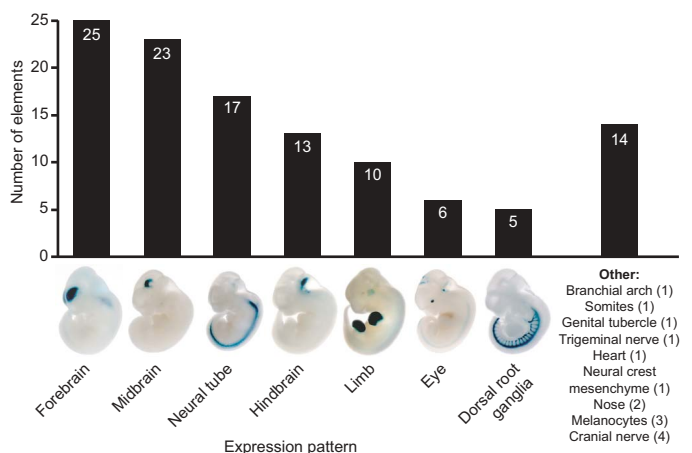 Number of elements
25
20
15
10
5
0
25
23
17
13
10
6
5
14
Forebrain
Midbrain
Neural tube
Hindbrain
Limb
Eye
Dorsal root
ganglia
Expression pattern
Other:
Branchial arch (1)
Somites (1)
Genital tubercle (1)
Trigeminal nerve (1)
Heart (1)
Neural crest
mesenchyme (1)
Nose (2)
Melanocytes (3)
Cranial nerve (4)